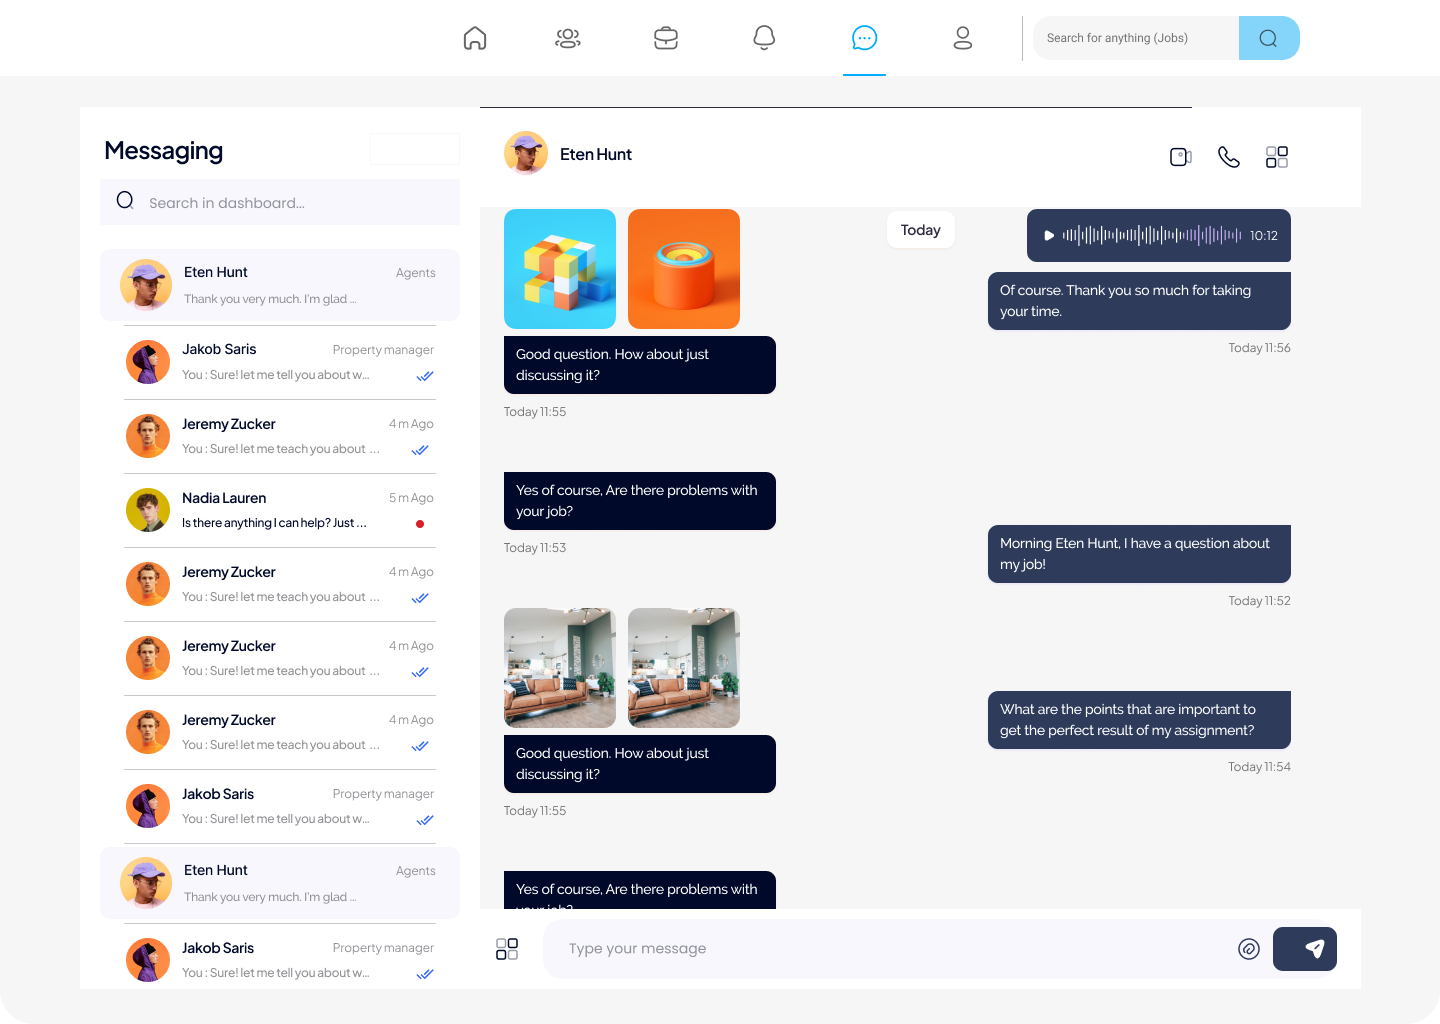 Search for anything (Jobs)
Messaging
Search in dashboard...
Eten Hunt
Agents
Thank you very much. I'm glad ...
Jakob Saris
Property manager
You : Sure! let me tell you about w...
Jeremy Zucker
4 m Ago
You : Sure! let me teach you about ...
Nadia Lauren
5 m Ago
Is there anything I can help? Just ...
Jeremy Zucker
4 m Ago
You : Sure! let me teach you about ...
Jeremy Zucker
4 m Ago
You : Sure! let me teach you about ...
Jeremy Zucker
4 m Ago
You : Sure! let me teach you about ...
Jakob Saris
Property manager
You : Sure! let me tell you about w...
Eten Hunt
Agents
Thank you very much. I'm glad ...
Jakob Saris
Property manager
You : Sure! let me tell you about w...
Eten Hunt
Today
10:12
Of course. Thank you so much for taking
your time.
Today 11:56
Good question. How about just
discussing it?
Today 11:55
Yes of course, Are there problems with
your job?
Today 11:53
Morning Eten Hunt, I have a question about
my job!
Today 11:52
What are the points that are important to
get the perfect result of my assignment?
Today 11:54
Good question. How about just
discussing it?
Today 11:55
Yes of course, Are there problems with
your job?
Type your message